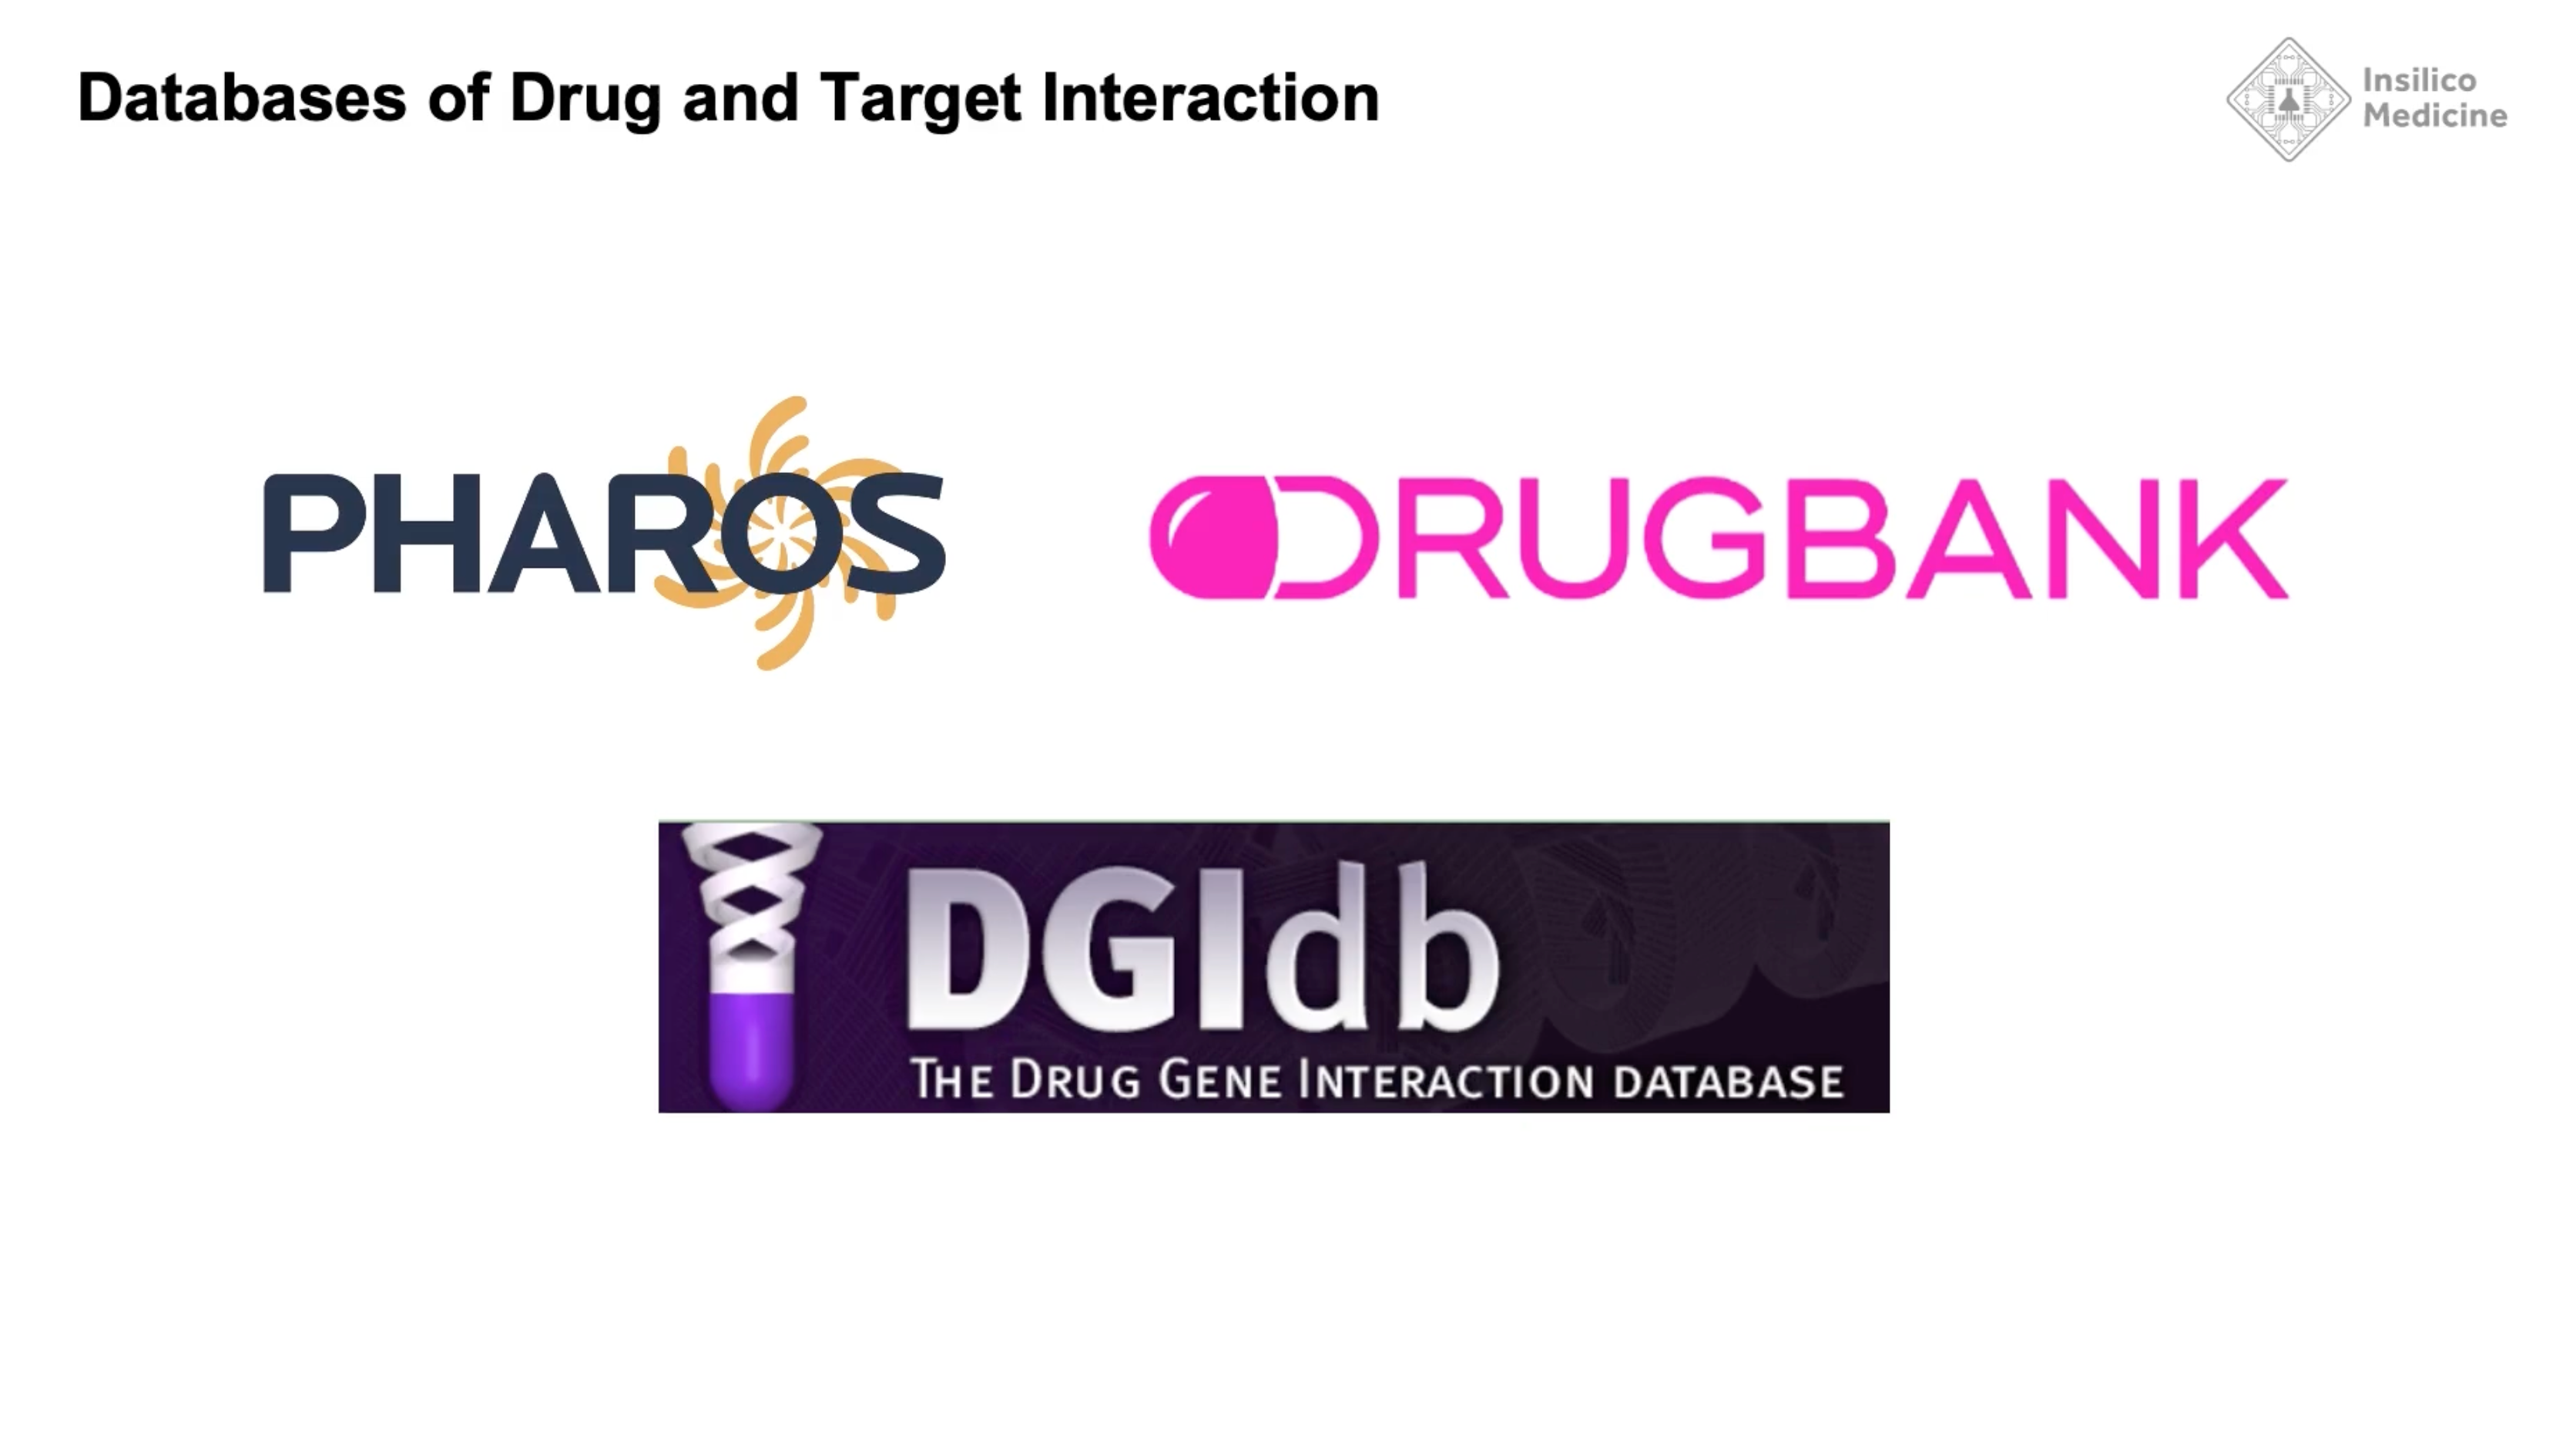 Databases of Drug and Target Interaction
Insilico
Medicine
PHAROS
DRUGBANK
DGIdb
THE DRUG GENE INTERACTION DATABASE